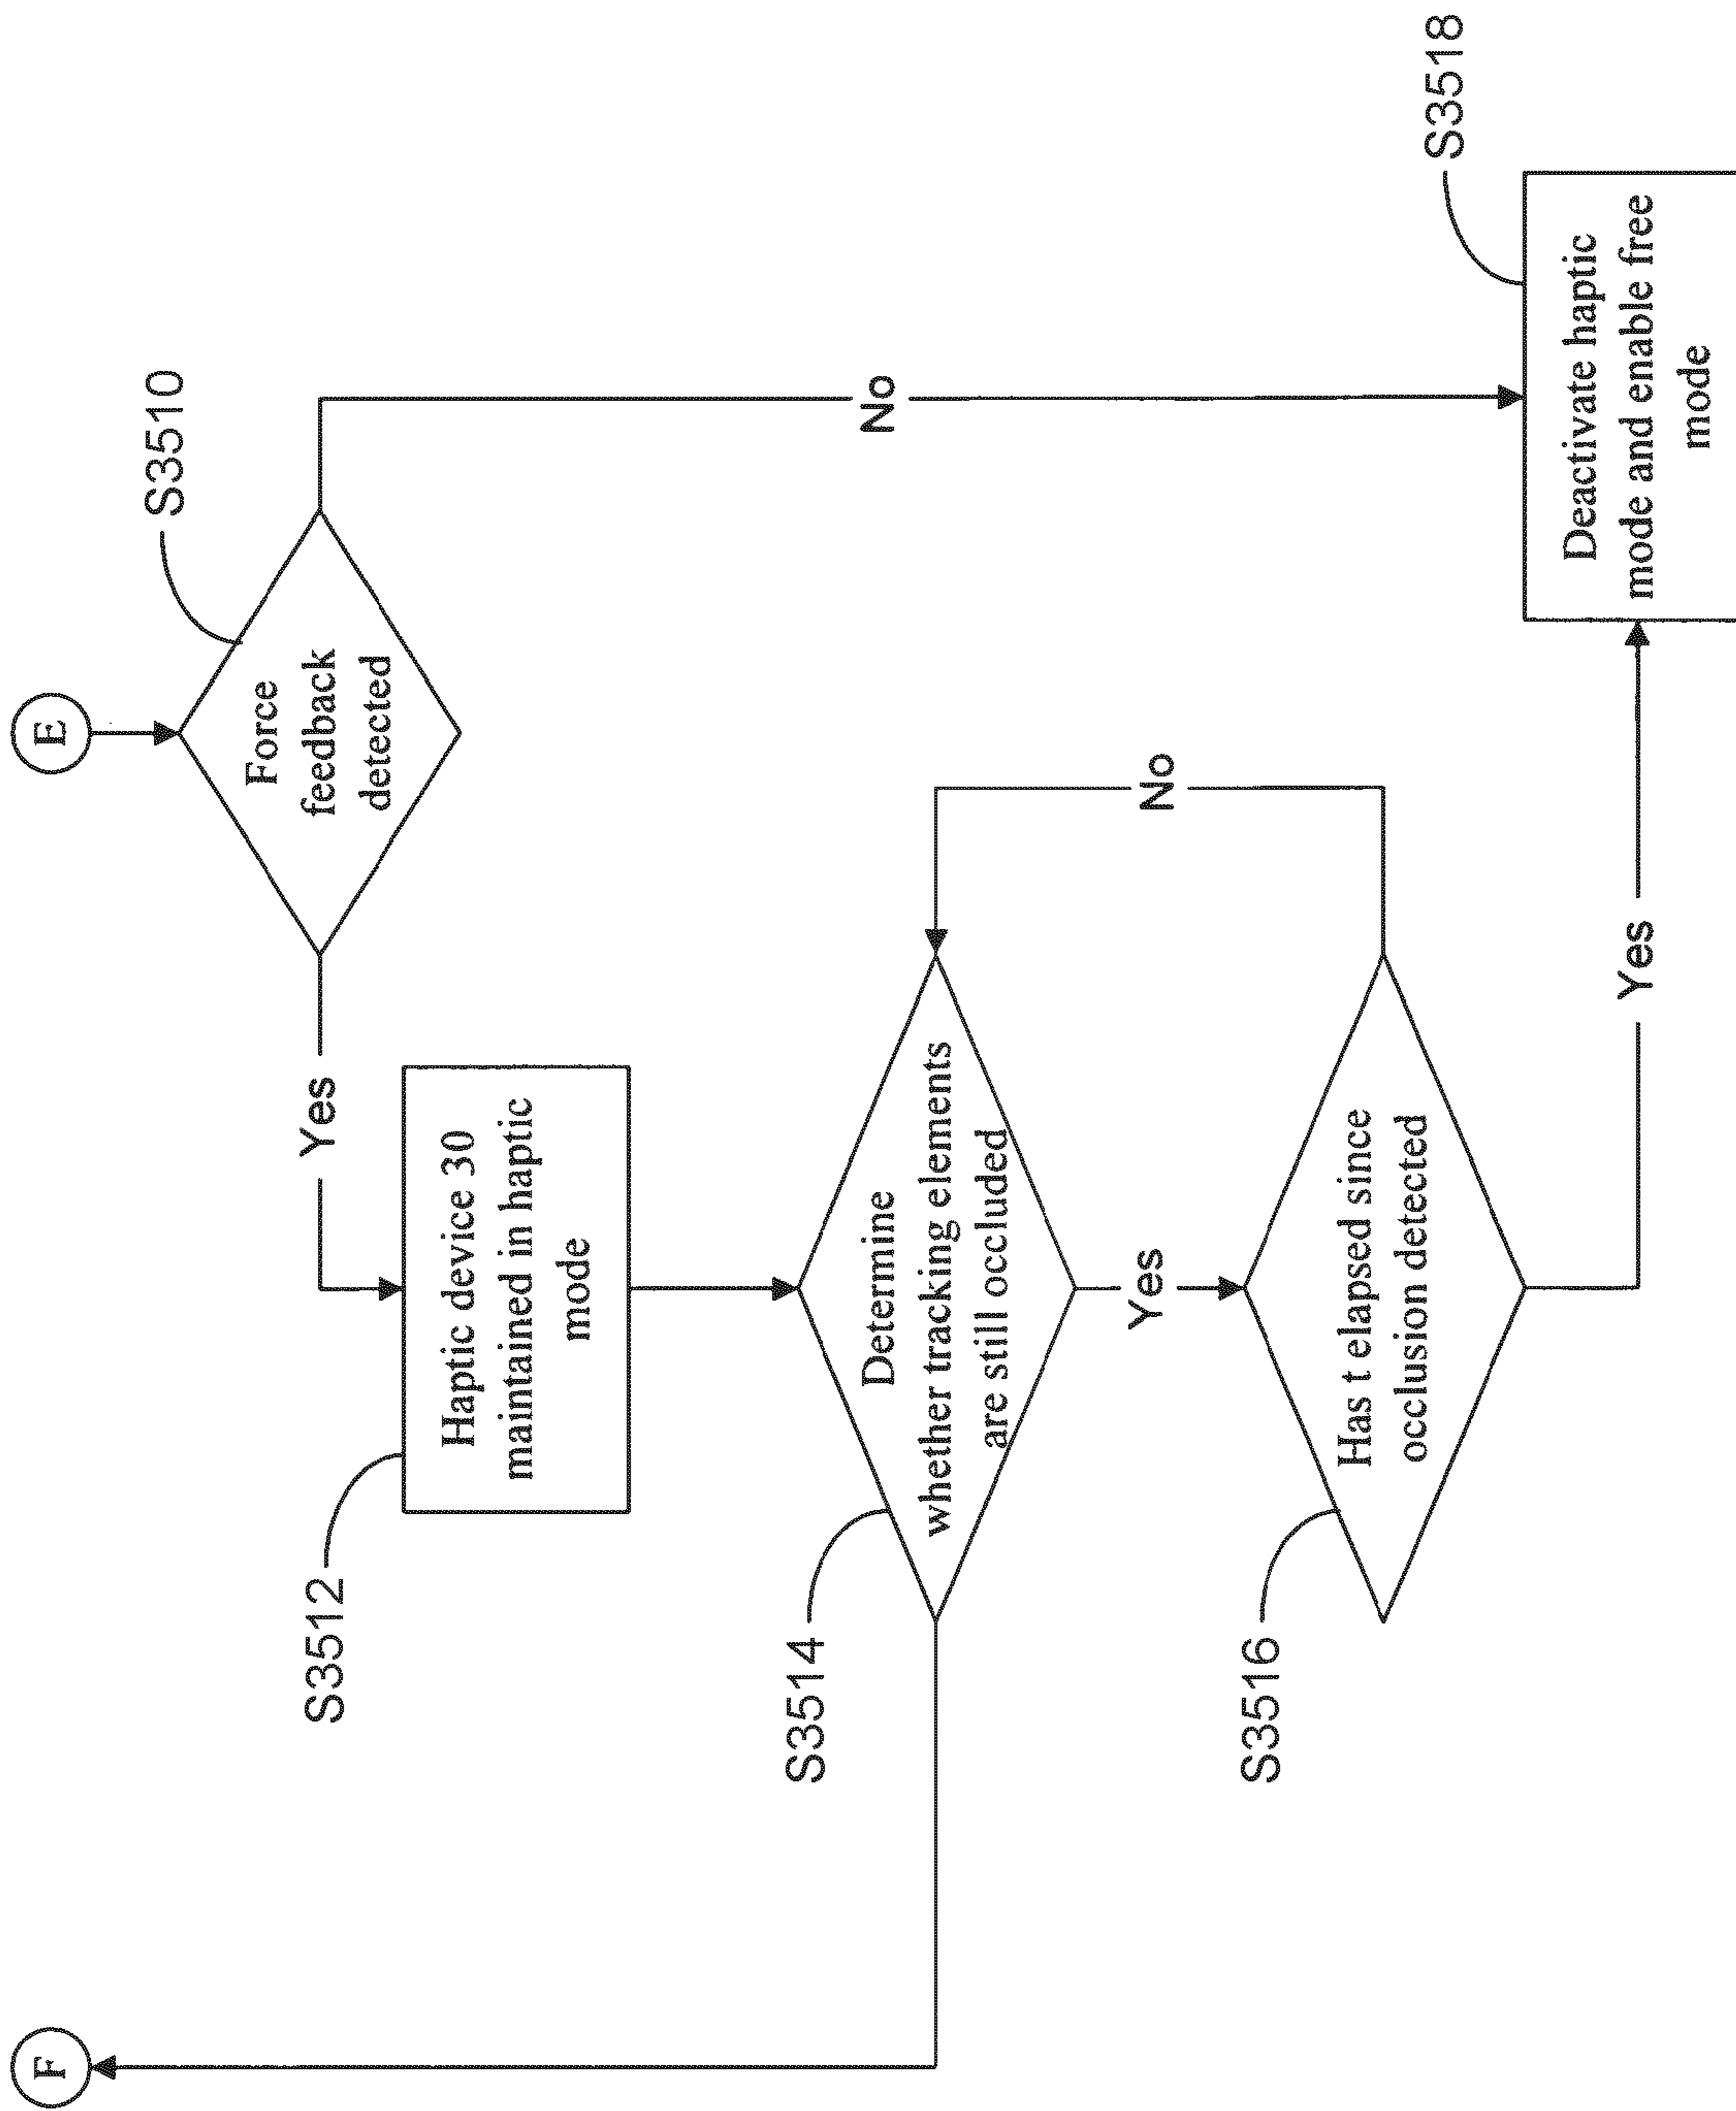 E
S3510
Force
feedback
detected
Yes
No
S3512
Haptic device 30
maintained in haptic
mode
F
S3514
Determine
whether tracking elements
are still occluded
Yes
No
S3516
Has t elapsed since
occlusion detected
Yes
S3518
Deactivate haptic
mode and enable free
mode